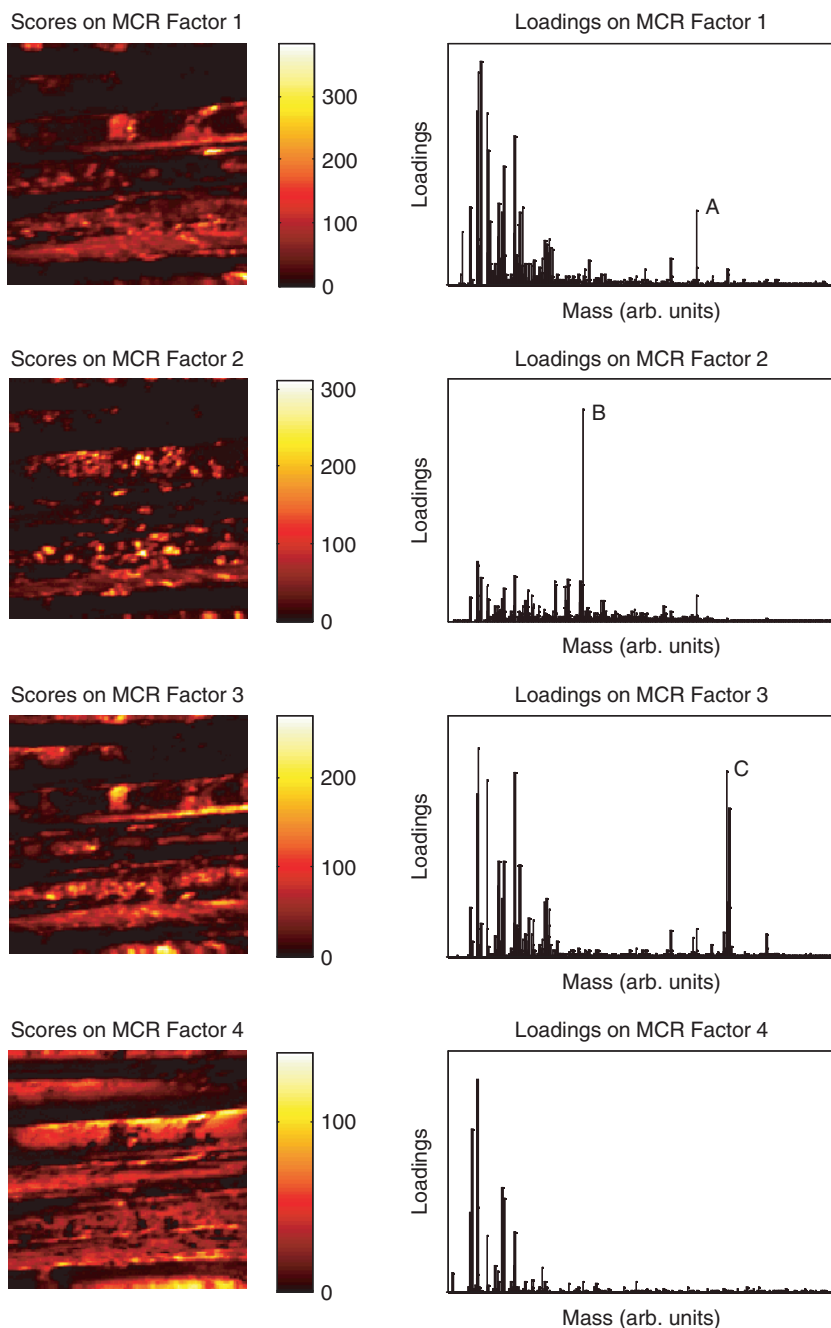 Scores on MCR Factor 1
300
200
100
0
Loadings on MCR Factor 1
Loadings
A
Mass (arb. units)
Scores on MCR Factor 2
300
200
100
0
Loadings on MCR Factor 2
Loadings
B
Mass (arb. units)
Scores on MCR Factor 3
200
100
0
Loadings on MCR Factor 3
Loadings
C
Mass (arb. units)
Scores on MCR Factor 4
100
0
Loadings on MCR Factor 4
Loadings
Mass (arb. units)